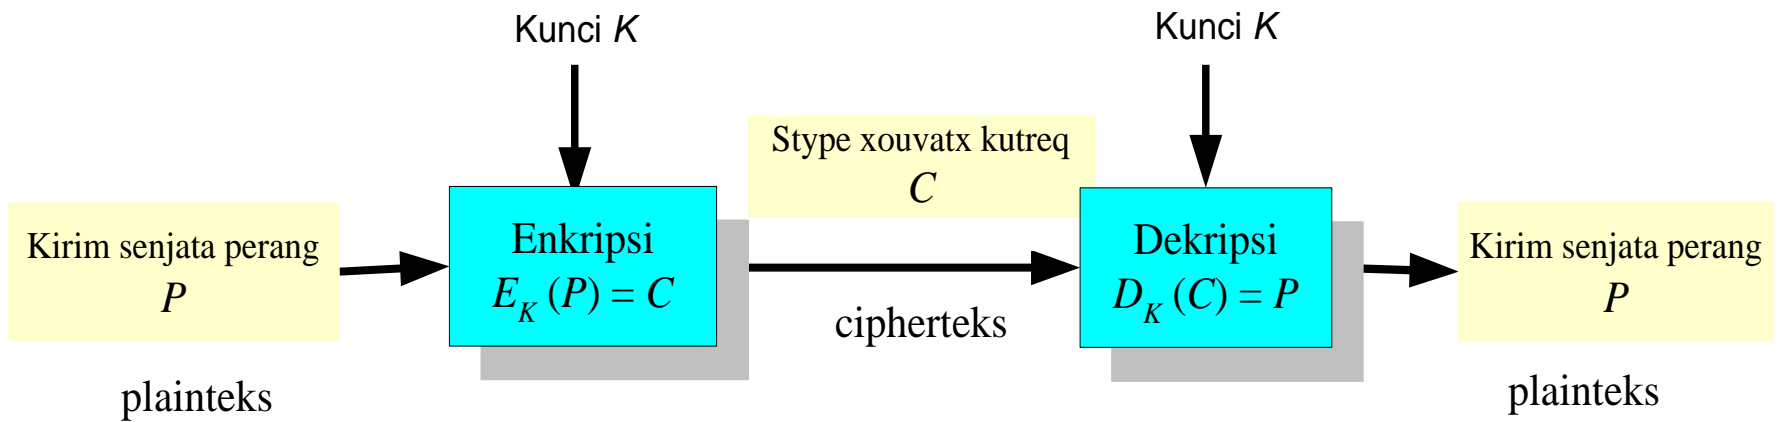 Kunci K
Kunci K
Stype xouvatx kutreq
C
Kirim senjata perang
P
Enkripsi
E_K (P) = C
Dekripsi
D_K (C) = P
Kirim senjata perang
P
cipherteks
plainteks
plainteks